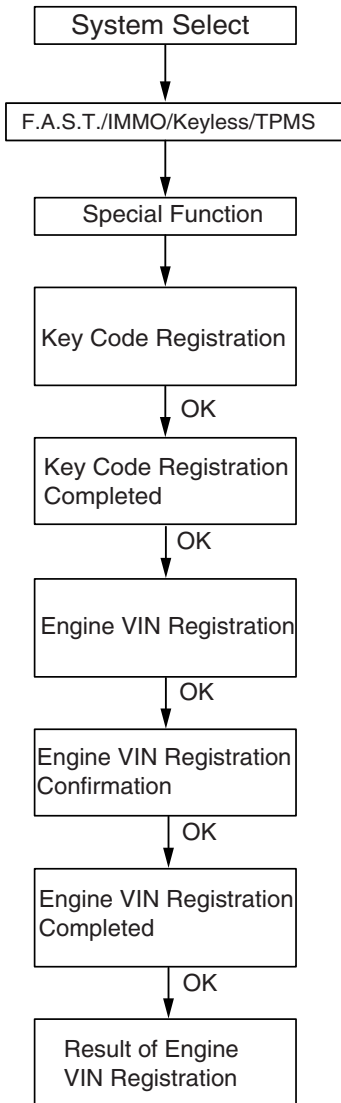 System Select
F.A.S.T./IMMO/Keyless/TPMS
Special Function
Key Code Registration
OK
Key Code Registration
Completed
OK
Engine VIN Registration
OK
Engine VIN Registration
Confirmation
OK
Engine VIN Registration
Completed
OK
Result of Engine
VIN Registration